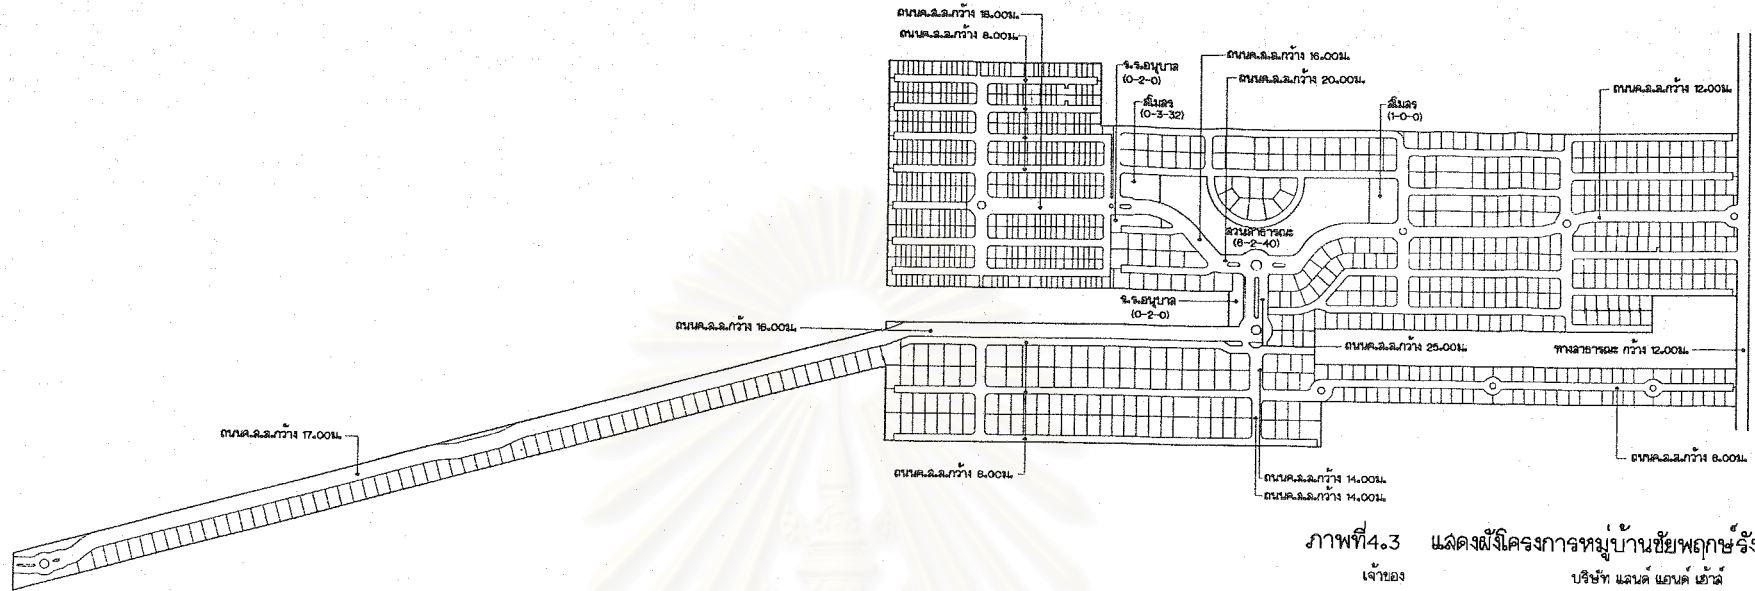 ถนนค.ส.ล.กว้าง 18.00ม.
ถนนค.ส.ล.กว้าง 8.00ม.
ร.ร.อนุบาล
(0-2-0)
สโมสร
(0-3-32)
ถนนค.ส.ล.กว้าง 16.00ม.
ถนนค.ส.ล.กว้าง 20.00ม.
สโมสร
(1-0-0)
ถนนค.ส.ล.กว้าง 12.00ม.
สวนสาธารณะ
(6-2-40)
ร.ร.อนุบาล
(0-2-0)
ถนนค.ส.ล.กว้าง 16.00ม.
ถนนค.ส.ล.กว้าง 25.00ม.
ทางสาธารณะ กว้าง 12.00ม.
ถนนค.ส.ล.กว้าง 17.00ม.
ถนนค.ส.ล.กว้าง 8.00ม.
ถนนค.ส.ล.กว้าง 8.00ม.
ถนนค.ส.ล.กว้าง 14.00ม.
ถนนค.ส.ล.กว้าง 14.00ม.
ภาพที่4.3 แสดงผังโครงการหมู่บ้านชัยพฤกษ์รัง
เจ้าของ บริษัท แลนด์ แอนด์ เฮ้าส์